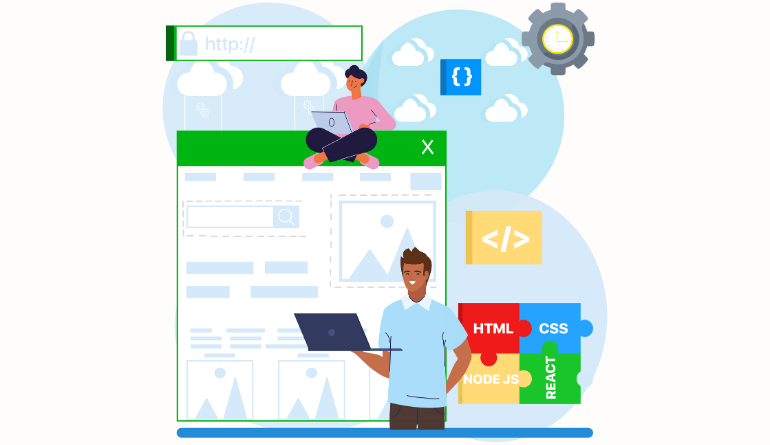 http://
{}
X
</>
HTML CSS
NODE JS REACT